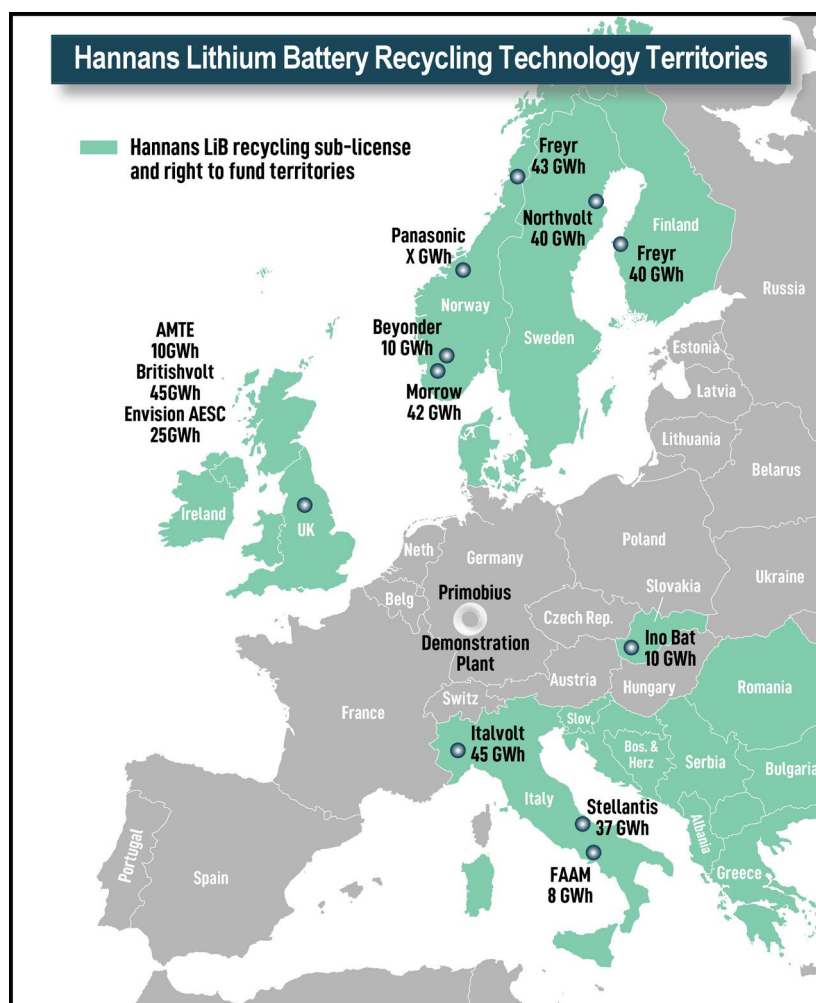 Hannans Lithium Battery Recycling Technology Territories
Hannans LiB recycling sub-license
and right to fund territories
Freyr
43 GWh
Northvolt
40 GWh
Finland
Freyr
40 GWh
Panasonic
X GWh
Norway
Russia
AMTE
10GWh
Britishvolt
45GWh
Envision AESC
25GWh
Beyonder
10 GWh
Morrow
42 GWh
Sweden
Estonia
Latvia
Lithuania
Belarus
Ireland
UK
Neth
Germany
Poland
Belg
Primobius
Demonstration
Plant
Czech Rep.
Slovakia
Ukraine
Ino Bat
10 GWh
Austria
Hungary
Romania
Switz
France
Italvolt
45 GWh
Slov.
Bos. &
Herz
Serbia
Bulgaria
Italy
Stellantis
37 GWh
Albania
FAAM
8 GWh
Greece
Portugal
Spain